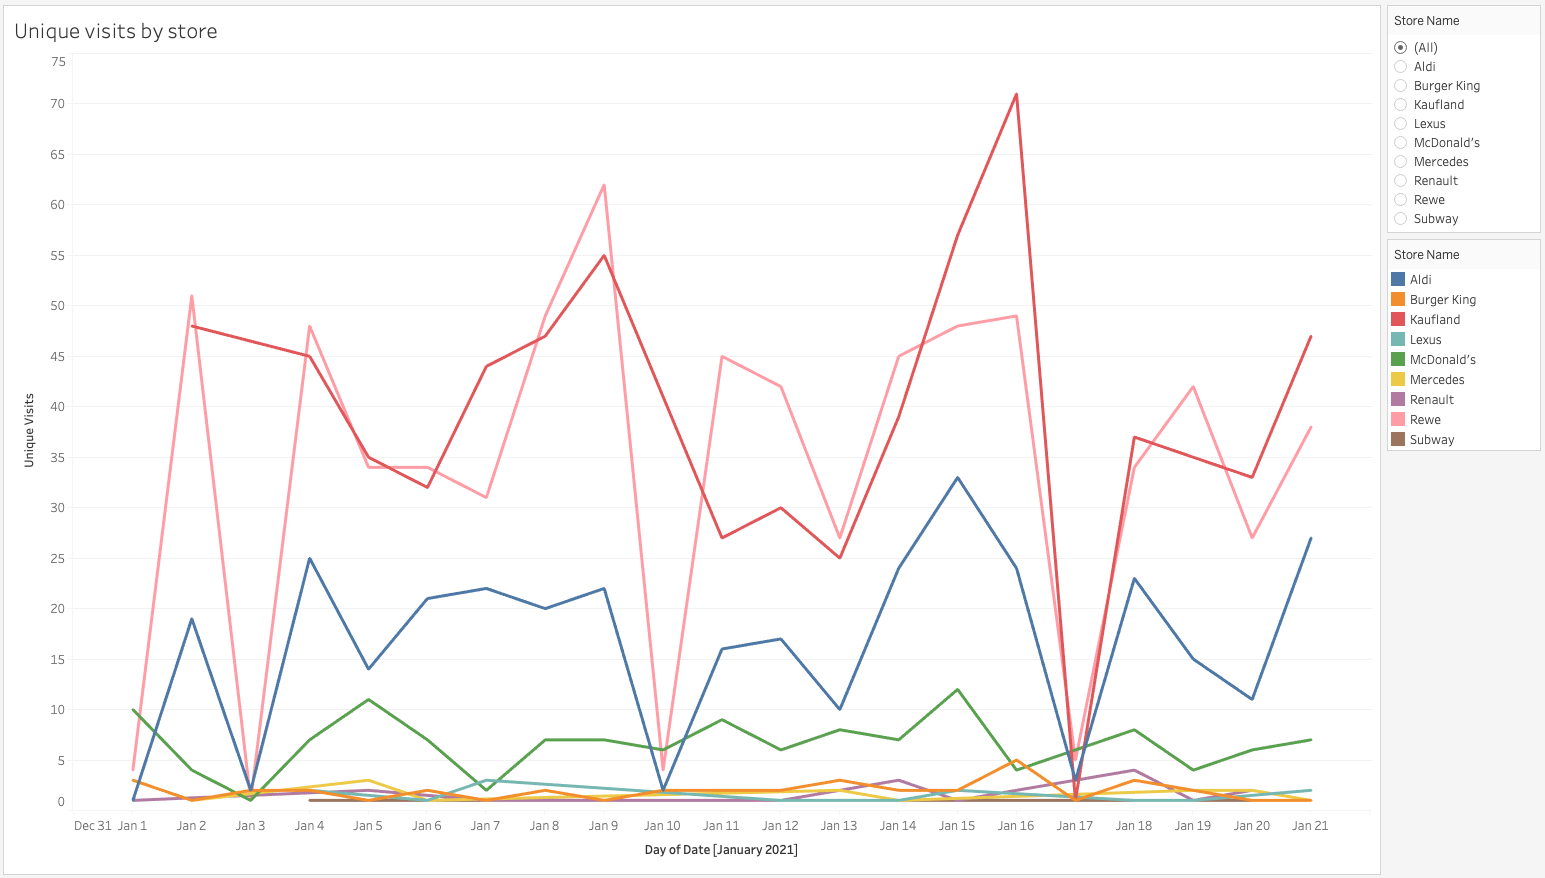 Unique visits by store
75
70
65
60
55
50
45
40
35
30
25
20
15
10
5
0
Unique Visits
Dec 31 Jan 1 Jan 2 Jan 3 Jan 4 Jan 5 Jan 6 Jan 7 Jan 8 Jan 9 Jan 10 Jan 11 Jan 12 Jan 13 Jan 14 Jan 15 Jan 16 Jan 17 Jan 18 Jan 19 Jan 20 Jan 21
Day of Date [January 2021]
Store Name
(All)
Aldi
Burger King
Kaufland
Lexus
McDonald's
Mercedes
Renault
Rewe
Subway
Store Name
Aldi
Burger King
Kaufland
Lexus
McDonald's
Mercedes
Renault
Rewe
Subway